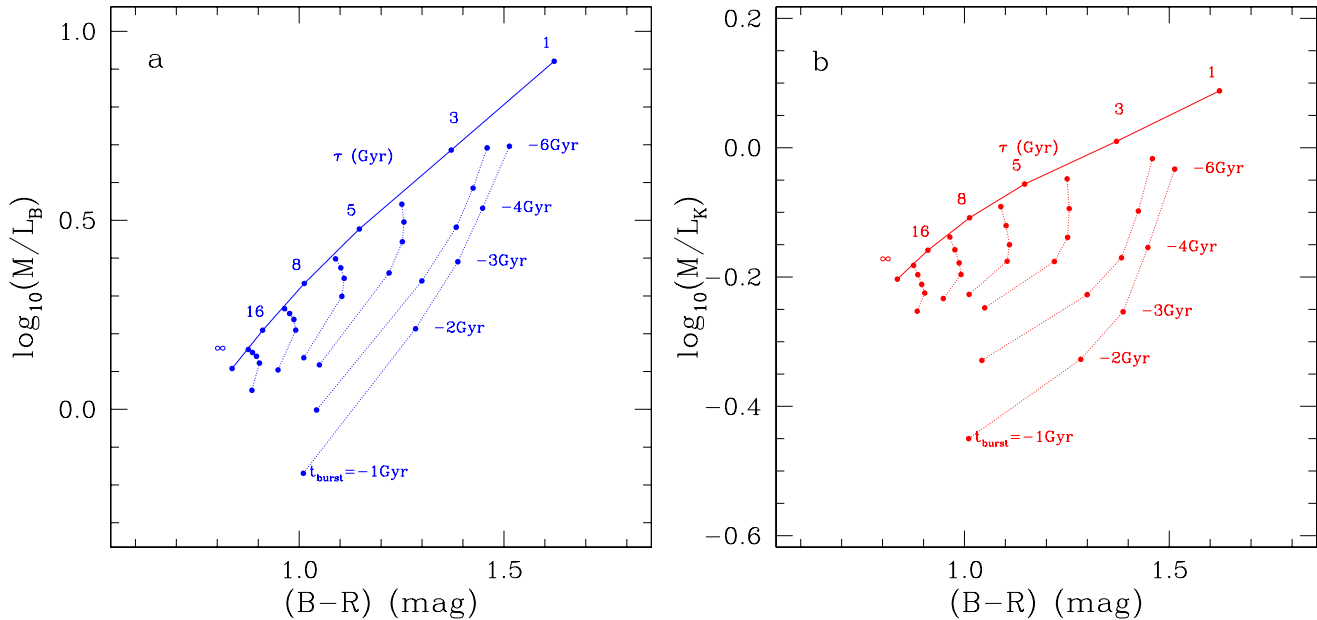 a
1.0
0.5
0.0
log10(M/LB)
1
3
τ (Gyr)
5
8
16
∞
−6Gyr
−4Gyr
−3Gyr
−2Gyr
tburst=−1Gyr
1.0
1.5
(B−R) (mag)
b
0.2
0.0
−0.2
−0.4
−0.6
log10(M/LK)
1
3
τ (Gyr)
5
8
16
∞
−6Gyr
−4Gyr
−3Gyr
−2Gyr
tburst=−1Gyr
1.0
1.5
(B−R) (mag)